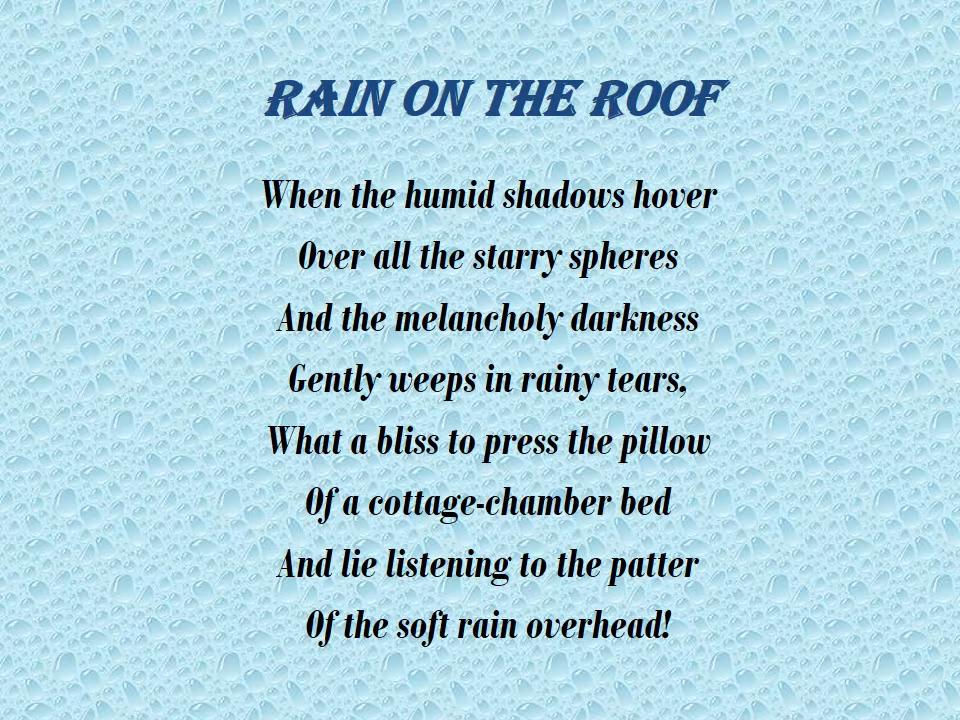 RAIN ON THE ROOF
When the humid shadows hover
Over all the starry spheres
And the melancholy darkness
Gently weeps in rainy tears,
What a bliss to press the pillow
Of a cottage-chamber bed
And lie listening to the patter
Of the soft rain overhead!